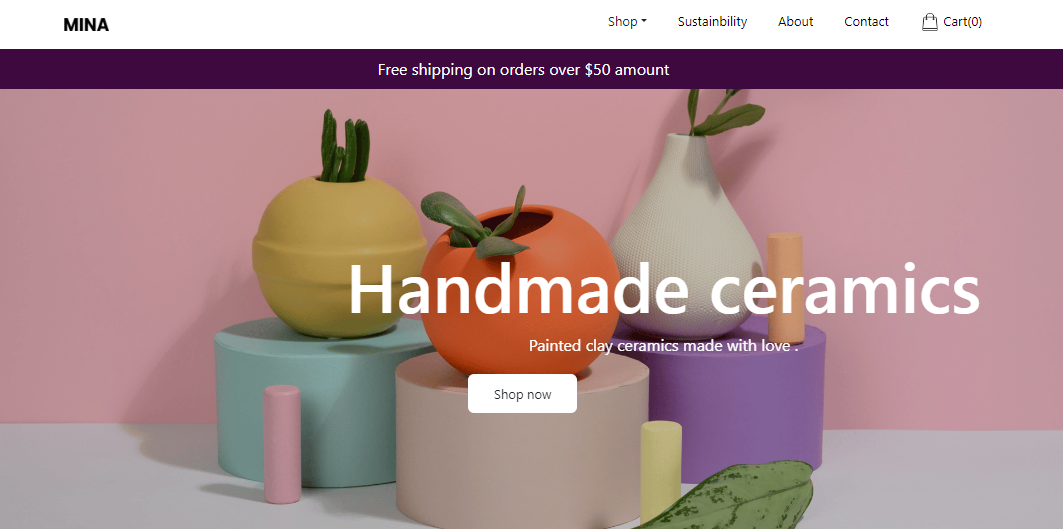 MINA
Shop
Sustainbility
About
Contact
Cart(0)
Free shipping on orders over $50 amount
Handmade ceramics
Painted clay ceramics made with love .
Shop now